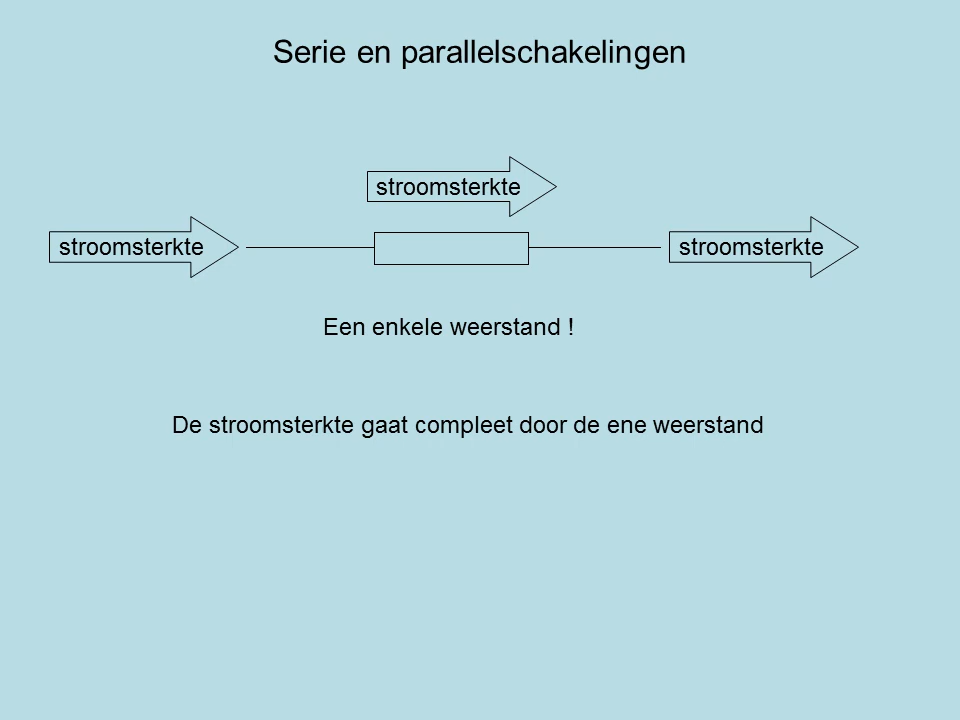 Serie en parallelschakelingen
stroomsterkte
stroomsterkte
stroomsterkte
Een enkele weerstand !
De stroomsterkte gaat compleet door de ene weerstand